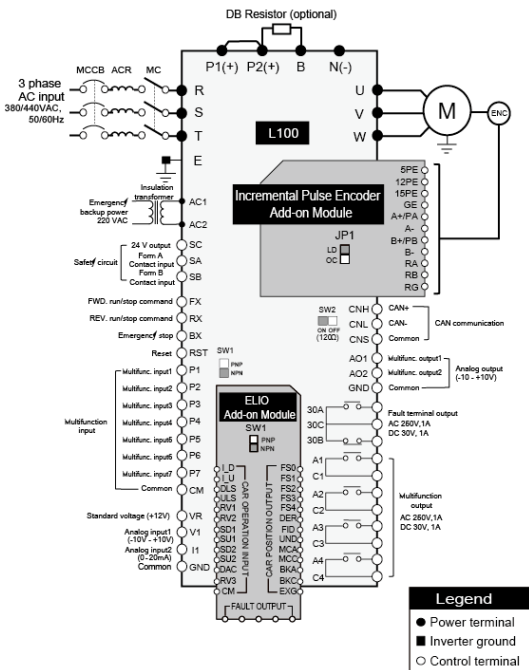 DB Resistor (optional)
P1(+) P2(+) B N(-)
MCCB ACR MC
3 phase
AC input
380/440VAC,
50/60Hz
R
S
T
E
U
V
W
M
ENC
L100
Insulation
transformer
Emergency
backup power
220 VAC
AC1
AC2
Incremental Pulse Encoder
Add-on Module
JP1
LD
OC
5PE
12PE
15PE
GE
A+/PA
A-
B+/PB
B-
RA
RB
RG
Safety circuit
24 V output
Form A
Contact input
Form B
Contact input
SC
SA
SB
FWD. run/stop command FX
REV. run/stop command RX
Emergency stop BX
Reset RST
SW1
PNP
NPN
Multifunction
input
Multifunc. input1 P1
Multifunc. input2 P2
Multifunc. input3 P3
Multifunc. input4 P4
Multifunc. input5 P5
Multifunc. input6 P6
Multifunc. input7 P7
Common CM
Standard voltage (+12V) VR
Analog input1
(-10V - +10V)
V1
Analog input2
(0-20mA)
I1
Common GND
SW2
ON OFF
(120Ω)
CNH CAN+
CNL CAN-
CNS Common
CAN communication
AO1 Multifunc. output1
AO2 Multifunc. output2
GND Common
Analog output
(-10 - +10V)
30A
30C
30B
Fault terminal output
AC 250V,1A
DC 30V, 1A
A1
C1
A2
C2
A3
C3
A4
C4
Multifunction
output
AC 250V,1A
DC 30V, 1A
ELIO
Add-on Module
SW1
PNP
NPN
I_D
I_U
DLS
ULS
RV1
RV2
SD1
SU1
SD2
SU2
DAC
RV3
CM
CAR OPERATION INPUT
CAR POSITION OUTPUT
FS0
FS1
FS2
FS3
FS4
DER
FID
UND
MCA
MCC
BKA
BKC
EXG
FAULT OUTPUT
Legend
Power terminal
Inverter ground
Control terminal